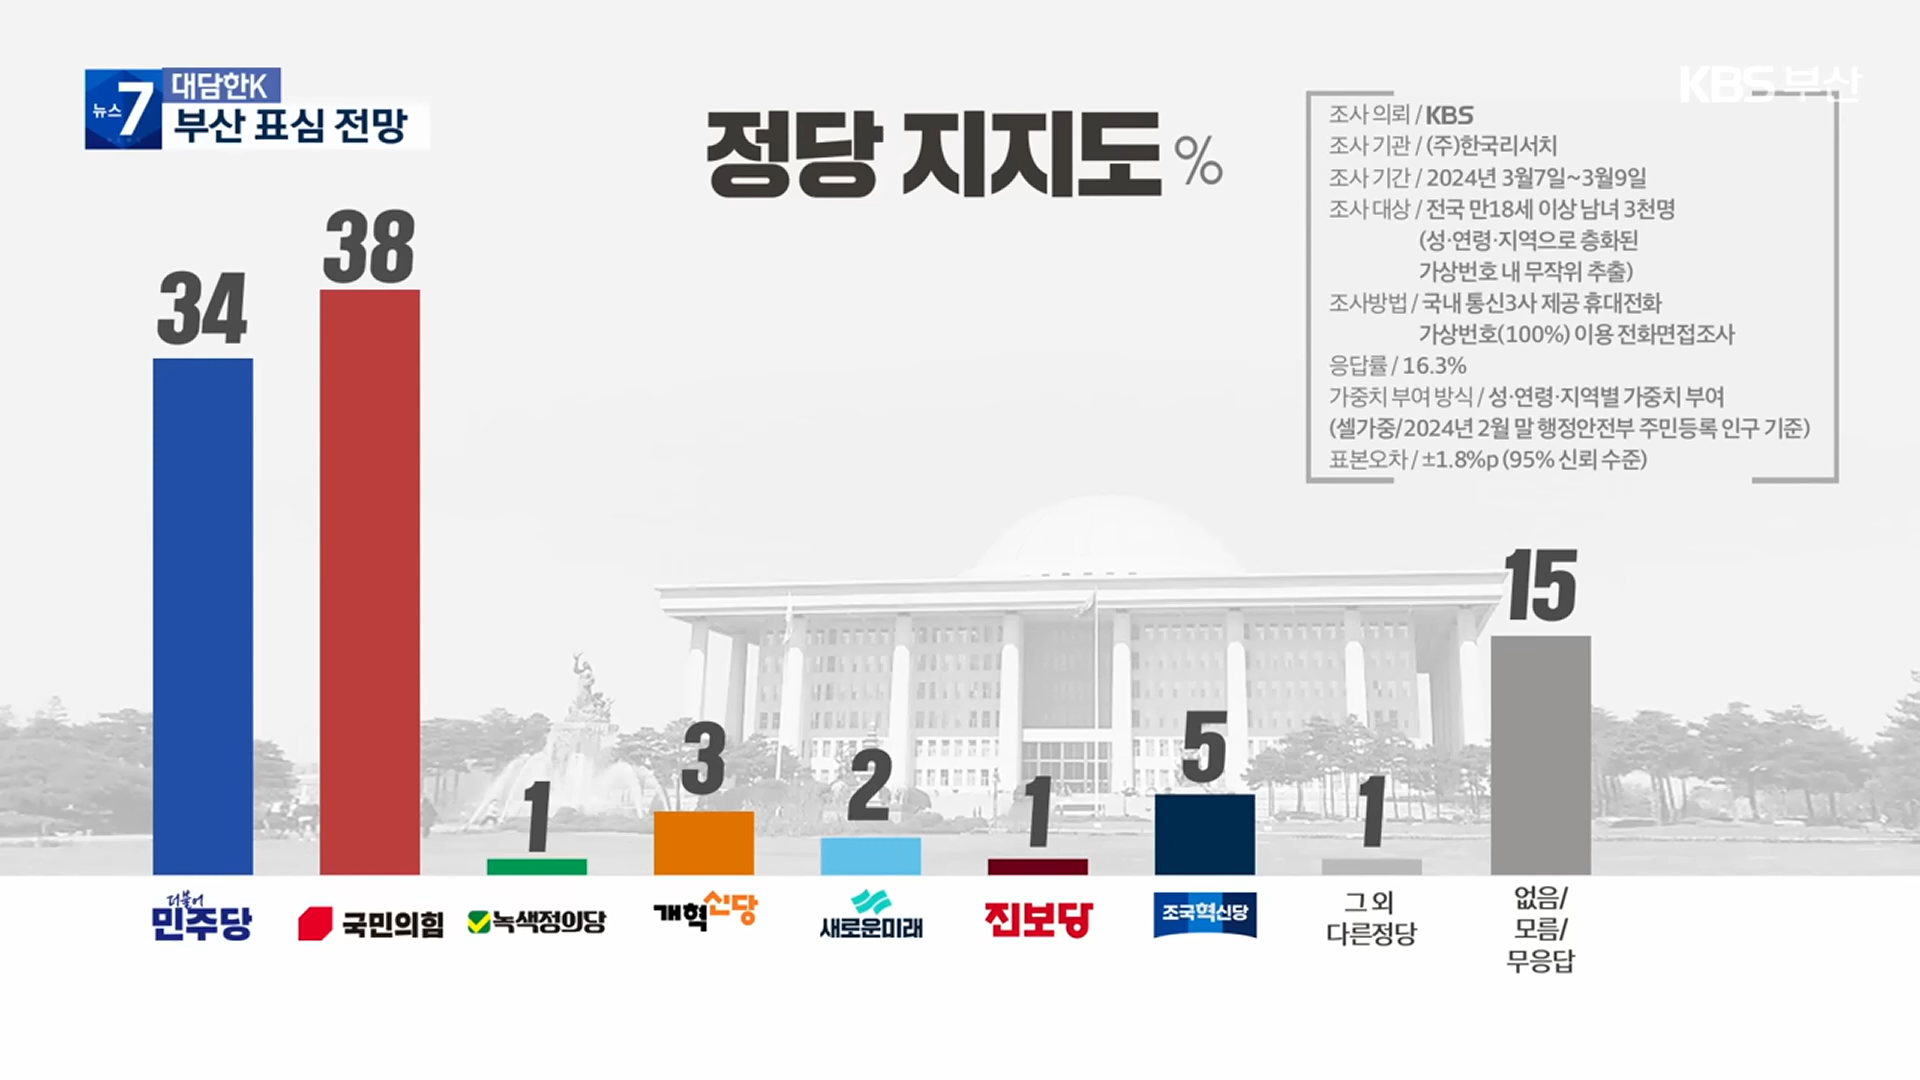 뉴스 7
대담한K
부산 표심 전망
정당 지지도 %
KBS 부산
조사 의뢰 / KBS
조사 기관 / (주)한국리서치
조사 기간 / 2024년 3월7일~3월9일
조사 대상 / 전국 만18세 이상 남녀 3천명
(성·연령·지역으로 층화된
가상번호 내 무작위 추출)
조사방법 / 국내 통신3사 제공 휴대전화
가상번호(100%) 이용 전화면접조사
응답률 / 16.3%
가중치 부여 방식 / 성·연령·지역별 가중치 부여
(셀가중/2024년 2월 말 행정안전부 주민등록 인구 기준)
표본오차 / ±1.8%p (95% 신뢰 수준)
34
38
1
3
2
1
5
1
15
더불어
민주당
국민의힘
녹색정의당
개혁신당
새로운미래
진보당
조국혁신당
그 외
다른정당
없음/
모름/
무응답